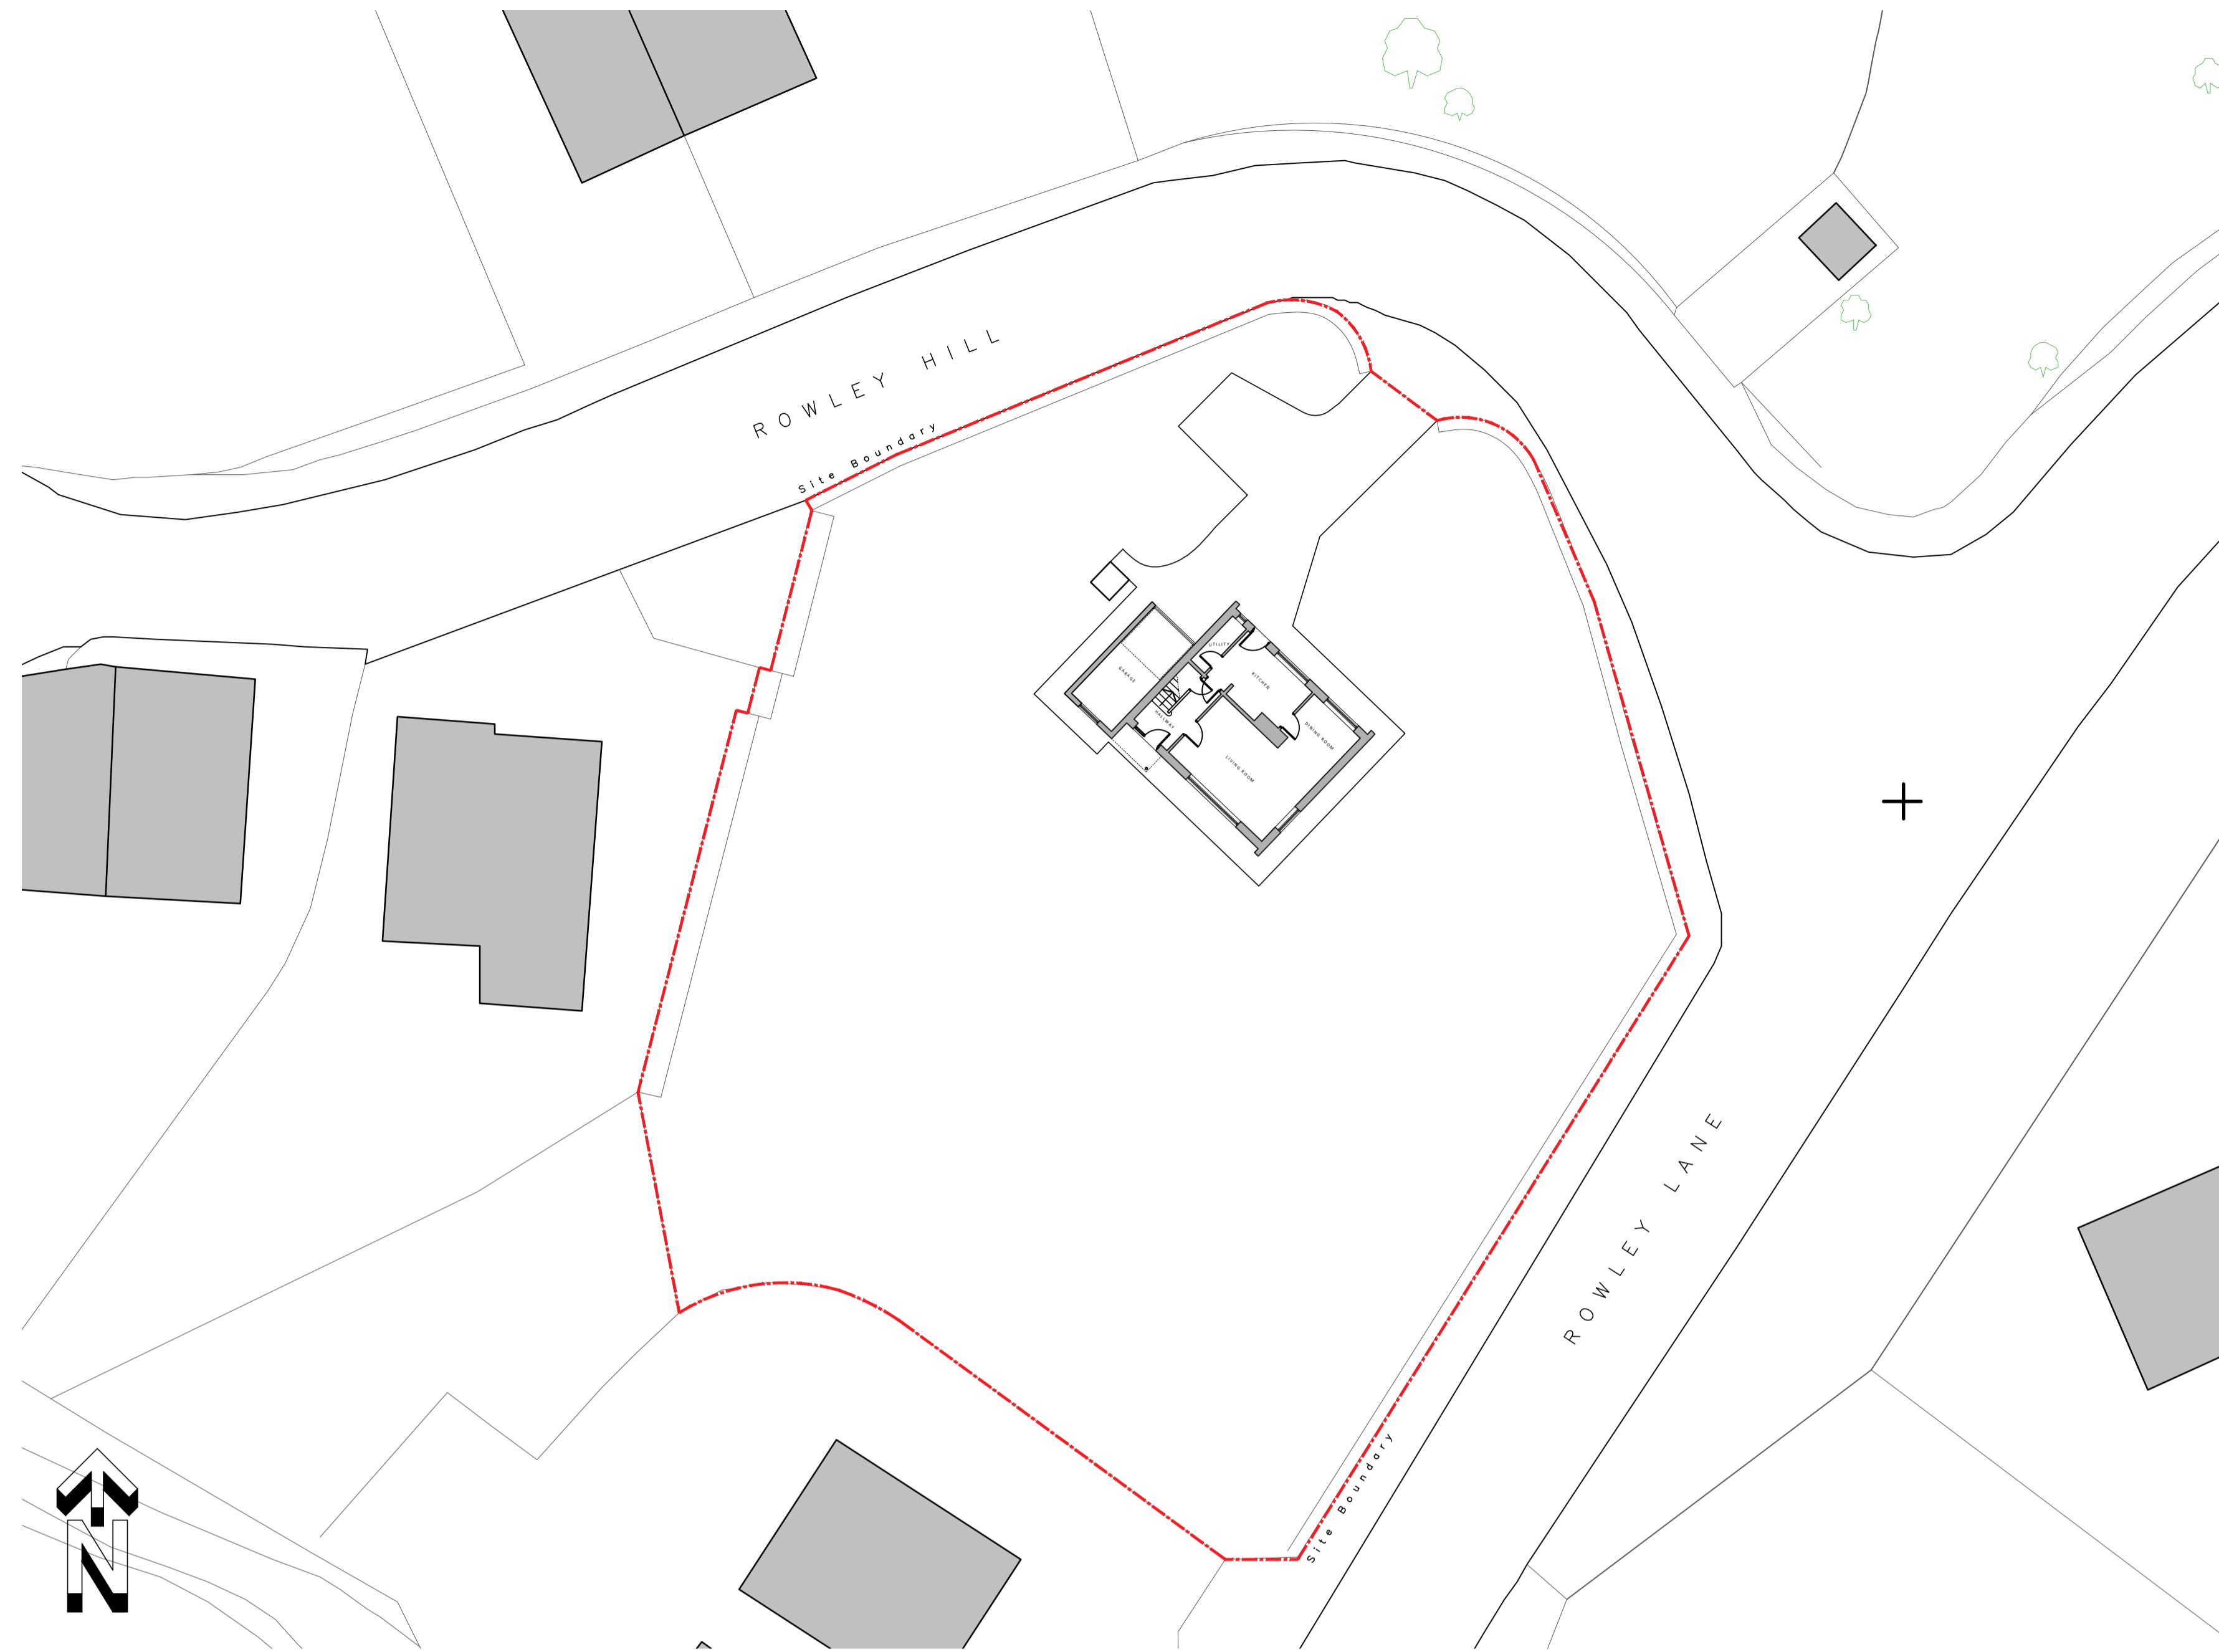 ROWLEY HILL
Site Boundary
UTILITY
GARAGE
KITCHEN
HALLWAY
DINING ROOM
LIVING ROOM
ROWLEY LANE
Site Boundary
N